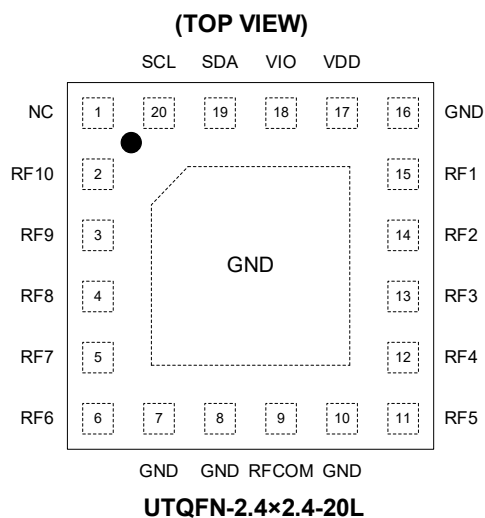 (TOP VIEW)
SCL SDA VIO VDD
NC 1 20 19 18 17 16 GND
RF10 2 15 RF1
RF9 3 14 RF2
GND
RF8 4 13 RF3
RF7 5 12 RF4
RF6 6 7 8 9 10 11 RF5
GND GND RFCOM GND
UTQFN-2.4×2.4-20L